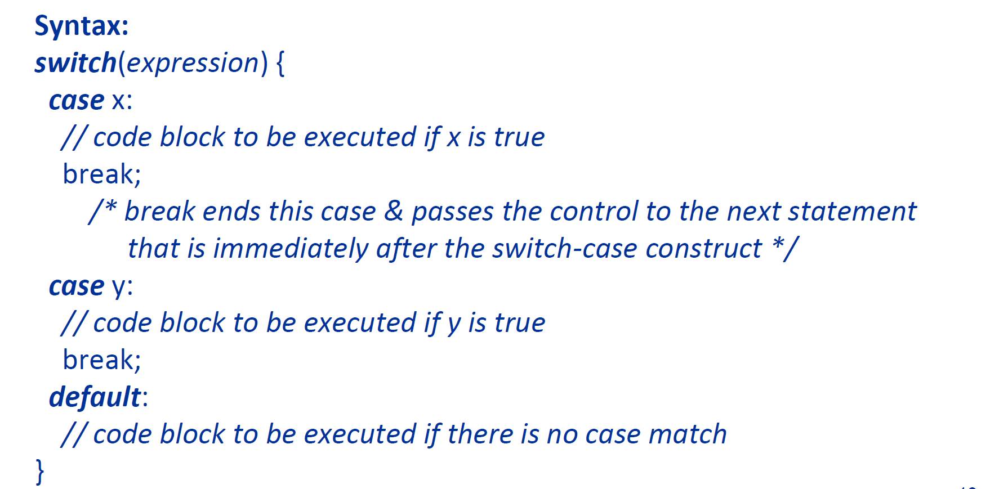 Syntax:
switch(expression) {
case x:
// code block to be executed if x is true
break;
/* break ends this case & passes the control to the next statement
that is immediately after the switch-case construct */
case y:
// code block to be executed if y is true
break;
default:
// code block to be executed if there is no case match
}